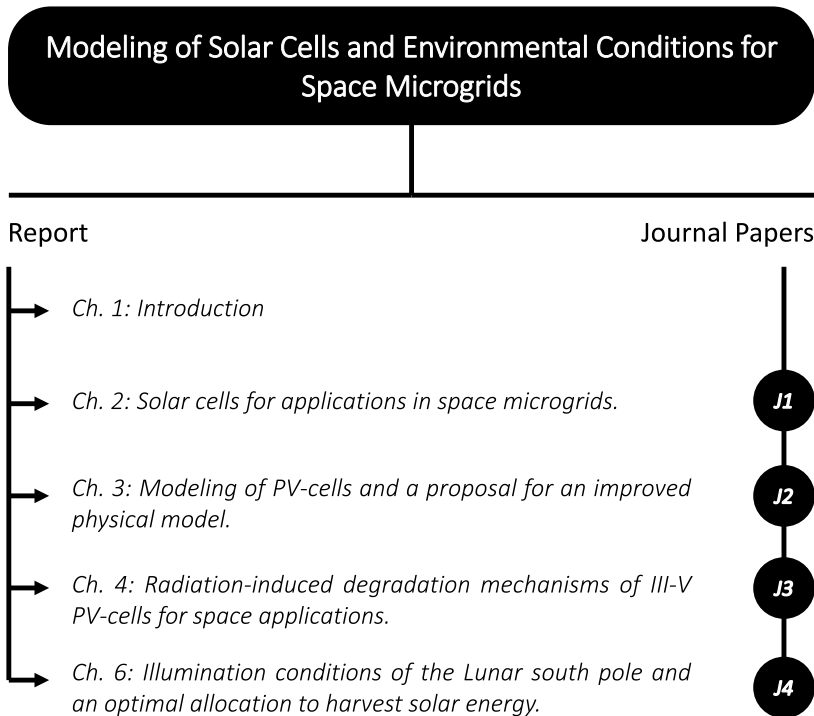 Modeling of Solar Cells and Environmental Conditions for
Space Microgrids
Report
Journal Papers
Ch. 1: Introduction
Ch. 2: Solar cells for applications in space microgrids.
J1
Ch. 3: Modeling of PV-cells and a proposal for an improved
physical model.
J2
Ch. 4: Radiation-induced degradation mechanisms of III-V
PV-cells for space applications.
J3
Ch. 6: Illumination conditions of the Lunar south pole and
an optimal allocation to harvest solar energy.
J4